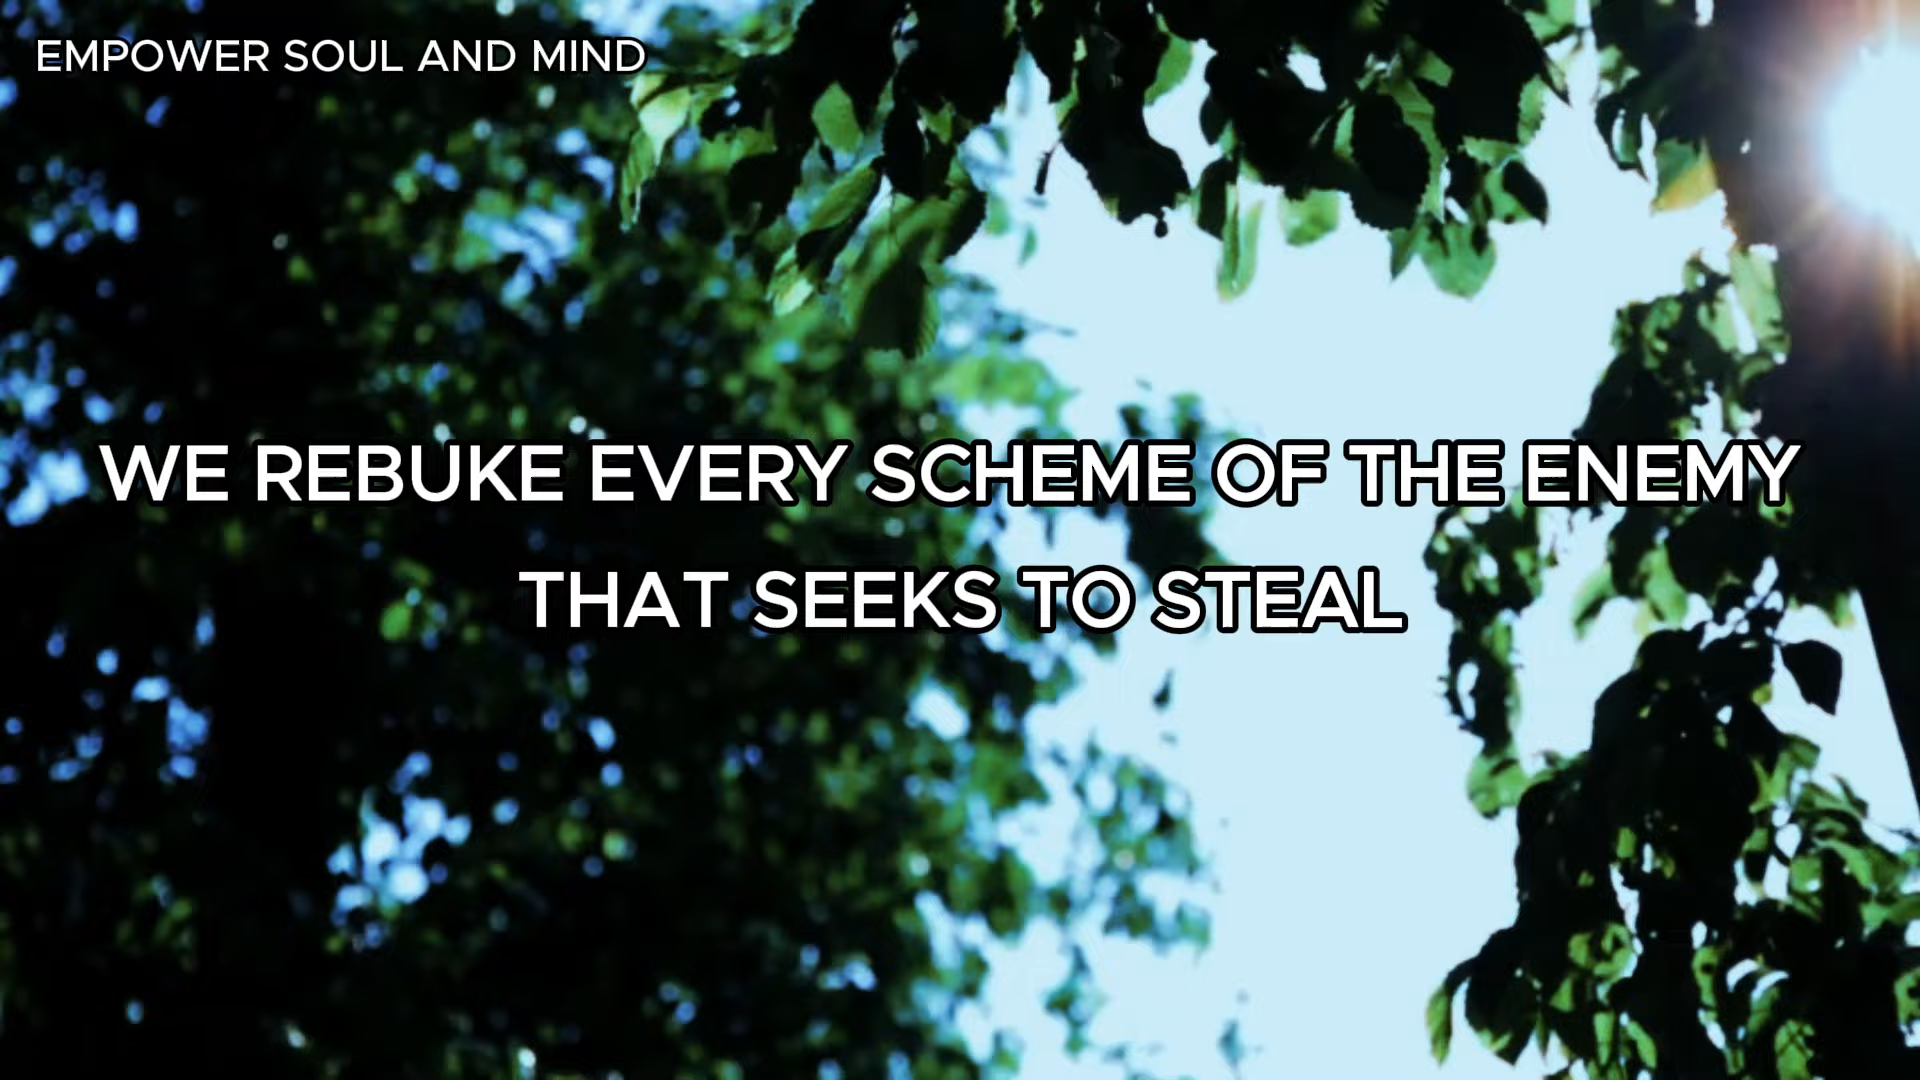 EMPOWER SOUL AND MIND
WE REBUKE EVERY SCHEME OF THE ENEMY
THAT SEEKS TO STEAL